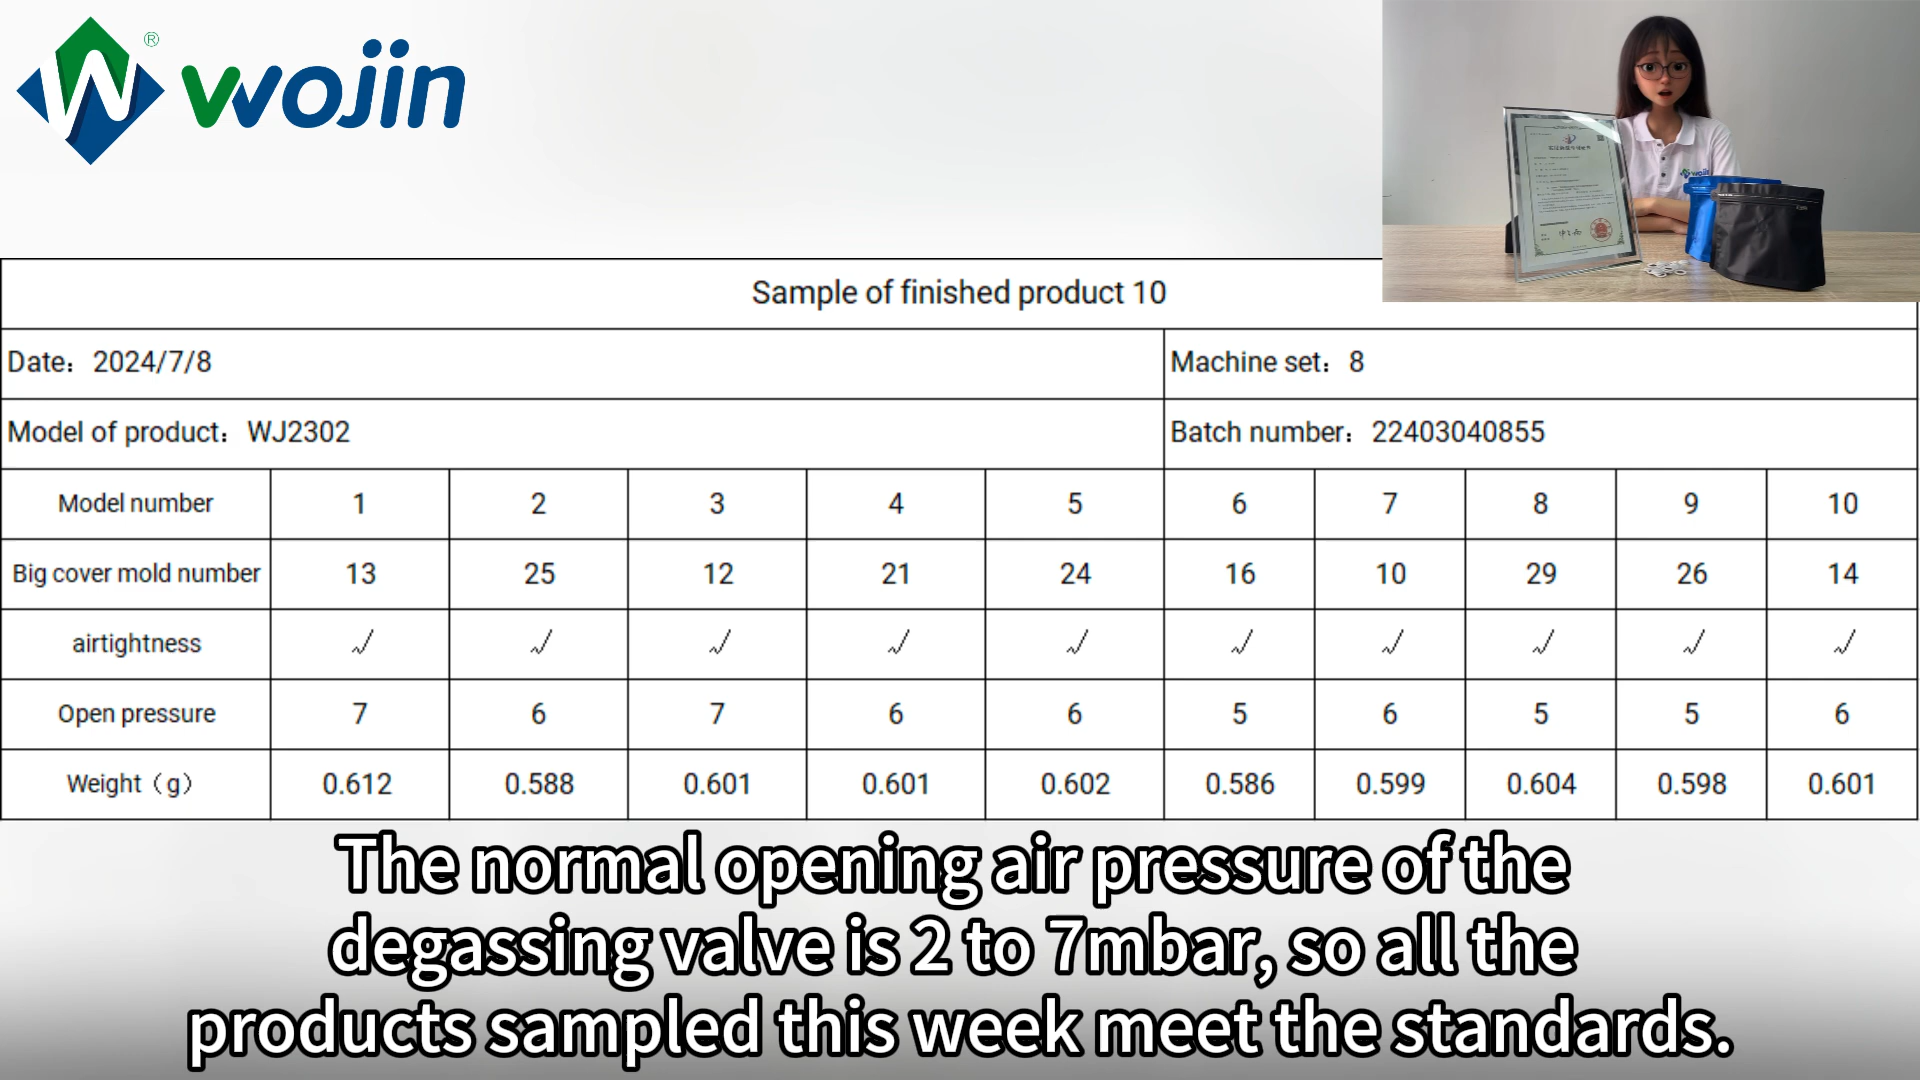 wojin ®
wojin
Sample of finished product 10
Date：2024/7/8 Machine set：8
Model of product：WJ2302 Batch number：22403040855
Model number 1 2 3 4 5 6 7 8 9 10
Big cover mold number 13 25 12 21 24 16 10 29 26 14
airtightness √ √ √ √ √ √ √ √ √ √
Open pressure 7 6 7 6 6 5 6 5 5 6
Weight（g） 0.612 0.588 0.601 0.601 0.602 0.586 0.599 0.604 0.598 0.601
The normal opening air pressure of the
degassing valve is 2 to 7mbar, so all the
products sampled this week meet the standards.